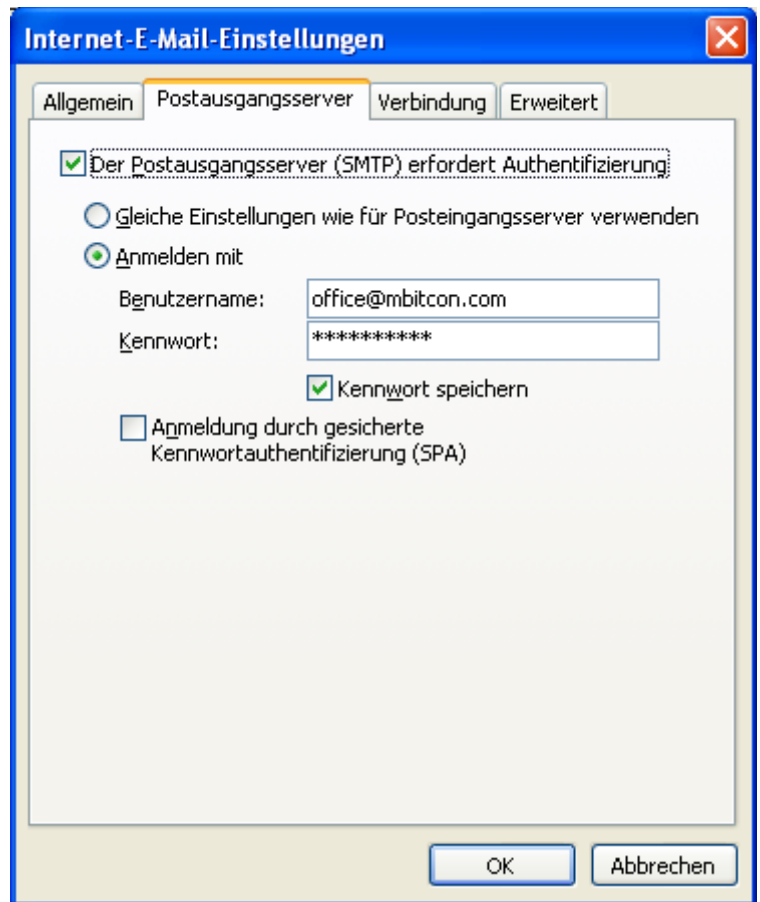 Internet-E-Mail-Einstellungen
Allgemein Postausgangsserver Verbindung Erweitert
Der Postausgangsserver (SMTP) erfordert Authentifizierung
Gleiche Einstellungen wie für Posteingangsserver verwenden
Anmelden mit
Benutzername: office@mbitcon.com
Kennwort: **********
Kennwort speichern
Anmeldung durch gesicherte
Kennwortauthentifizierung (SPA)
OK Abbrechen